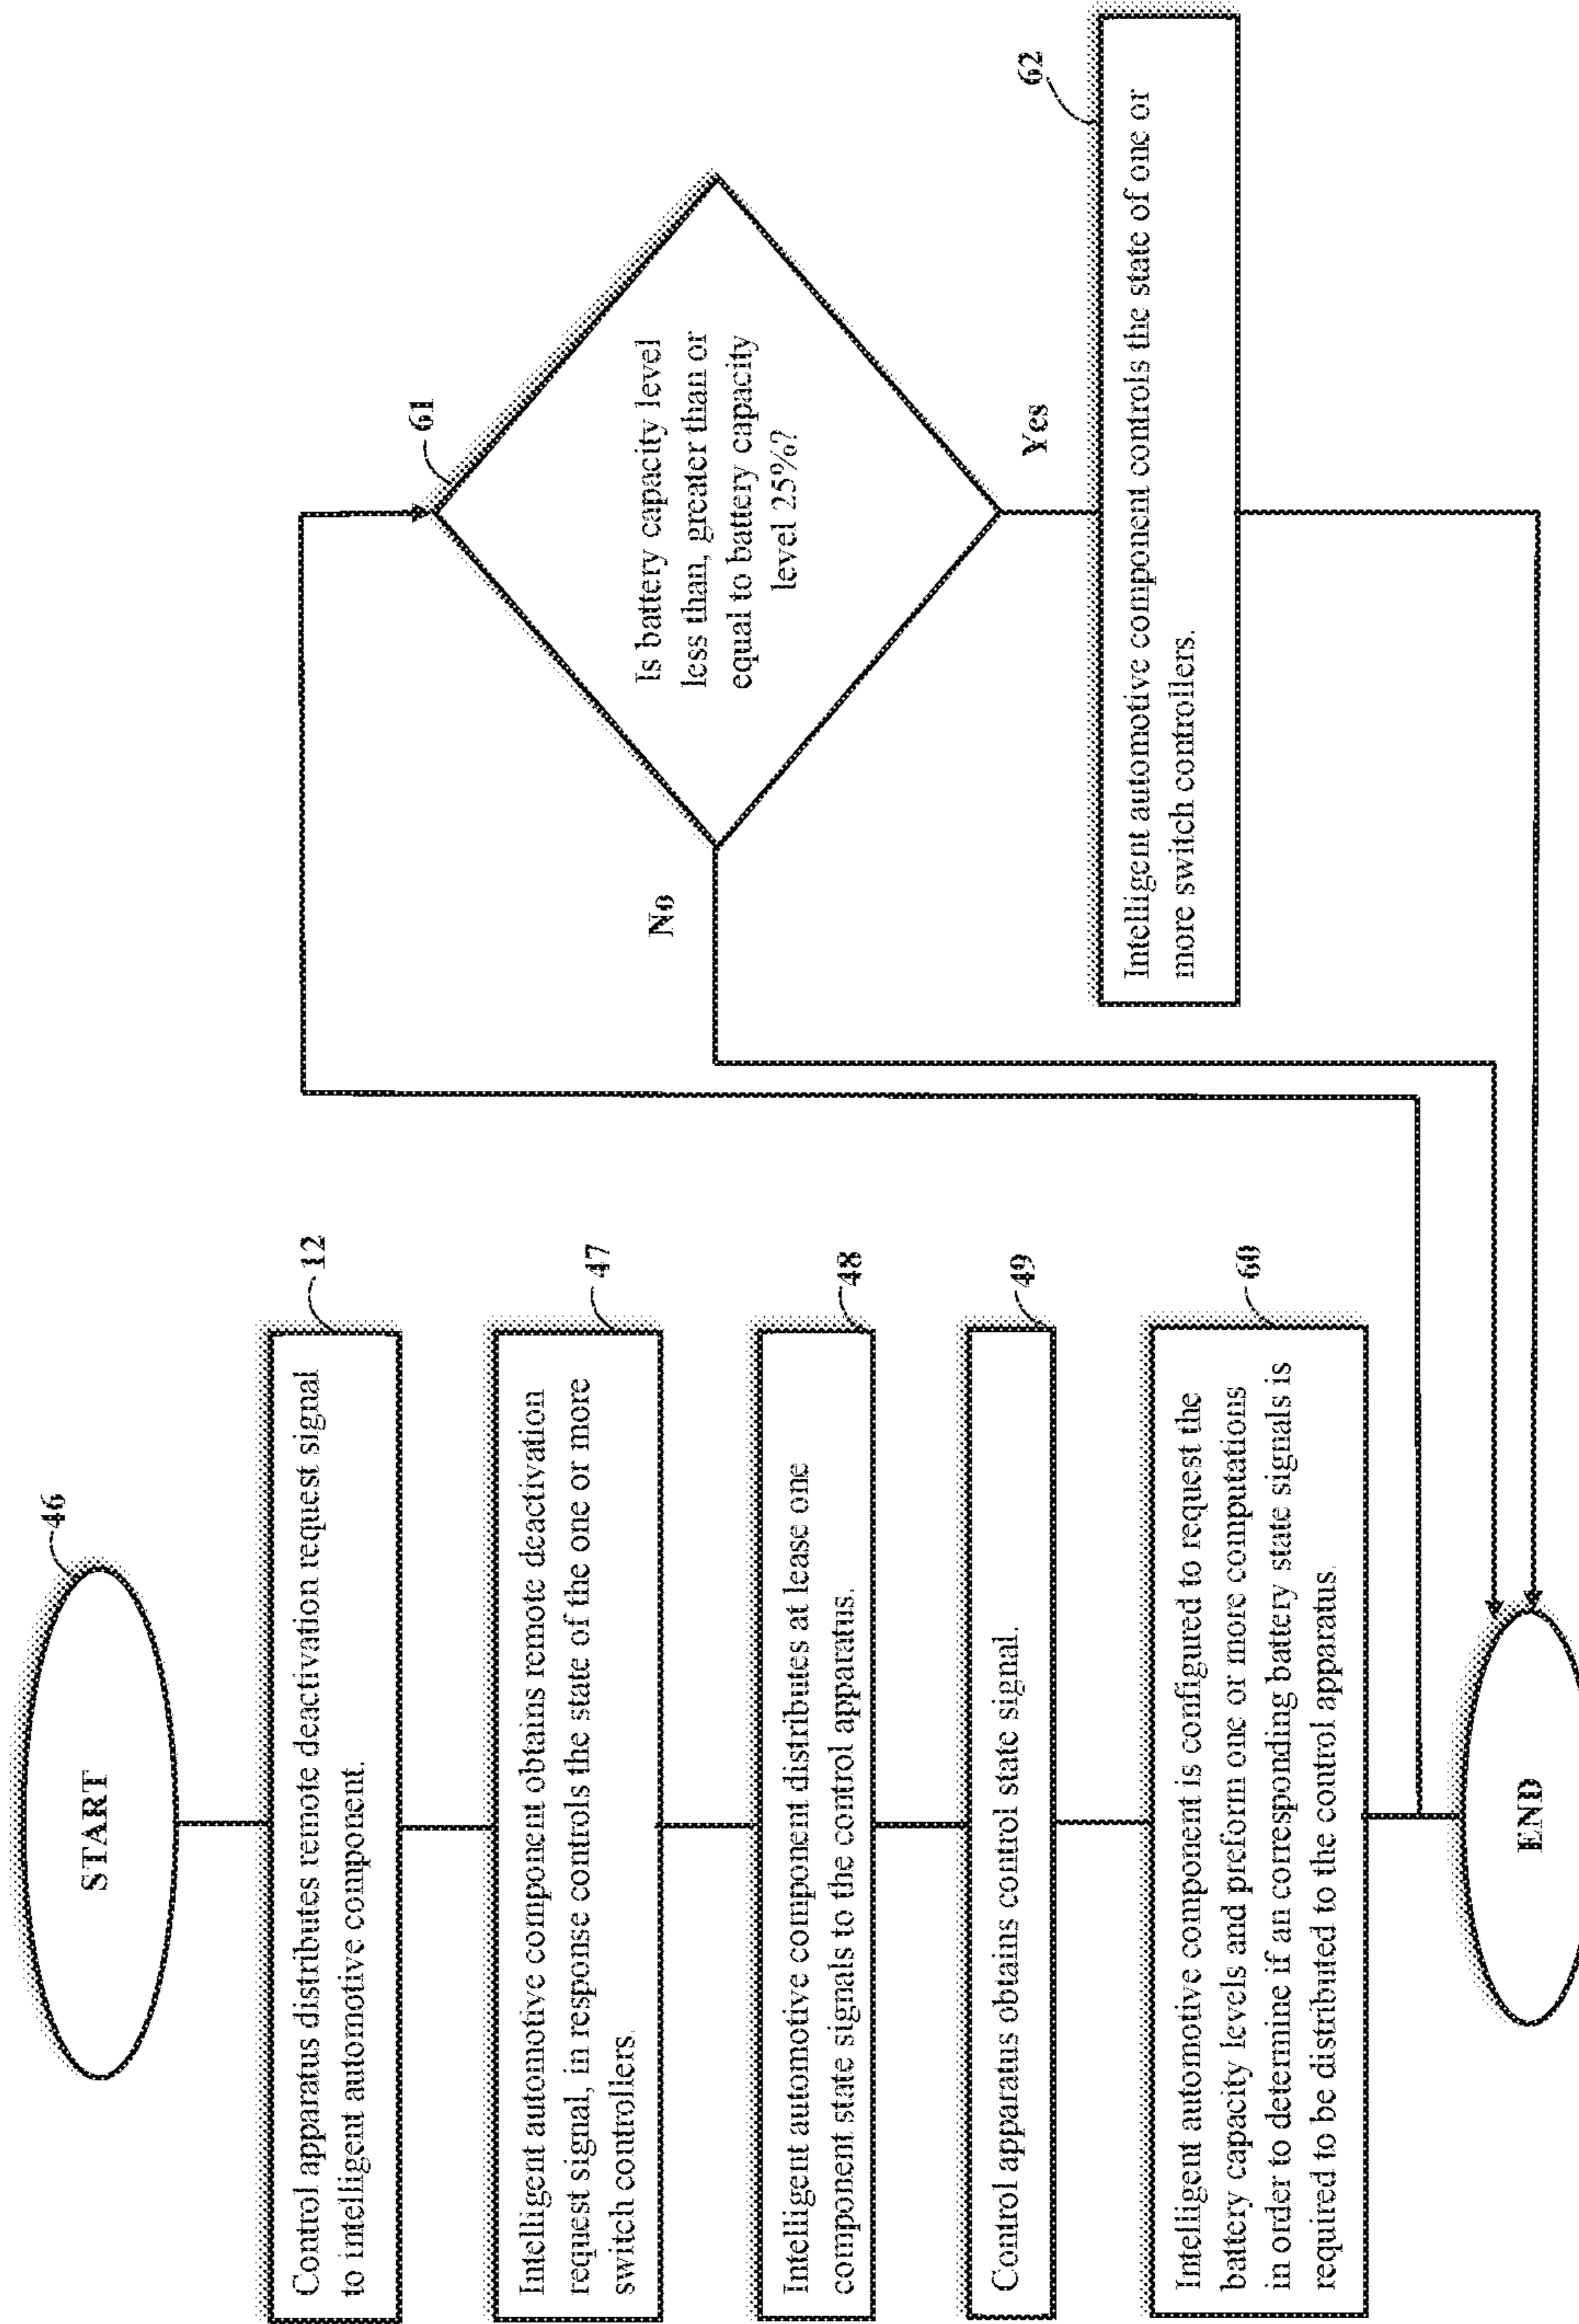 46
START
12
Control apparatus distributes remote deactivation request signal
to intelligent automotive component.
47
Intelligent automotive component obtains remote deactivation
request signal, in response controls the state of the one or more
switch controllers.
48
Intelligent automotive component distributes at lease one
component state signals to the control apparatus.
49
Control apparatus obtains control state signal.
60
Intelligent automotive component is configured to request the
battery capacity levels and preform one or more computations
in order to determine if an corresponding battery state signals is
required to be distributed to the control apparatus.
END
61
Is battery capacity level
less than, greater than or
equal to battery capacity
level 25%?
No
Yes
62
Intelligent automotive component controls the state of one or
more switch controllers.